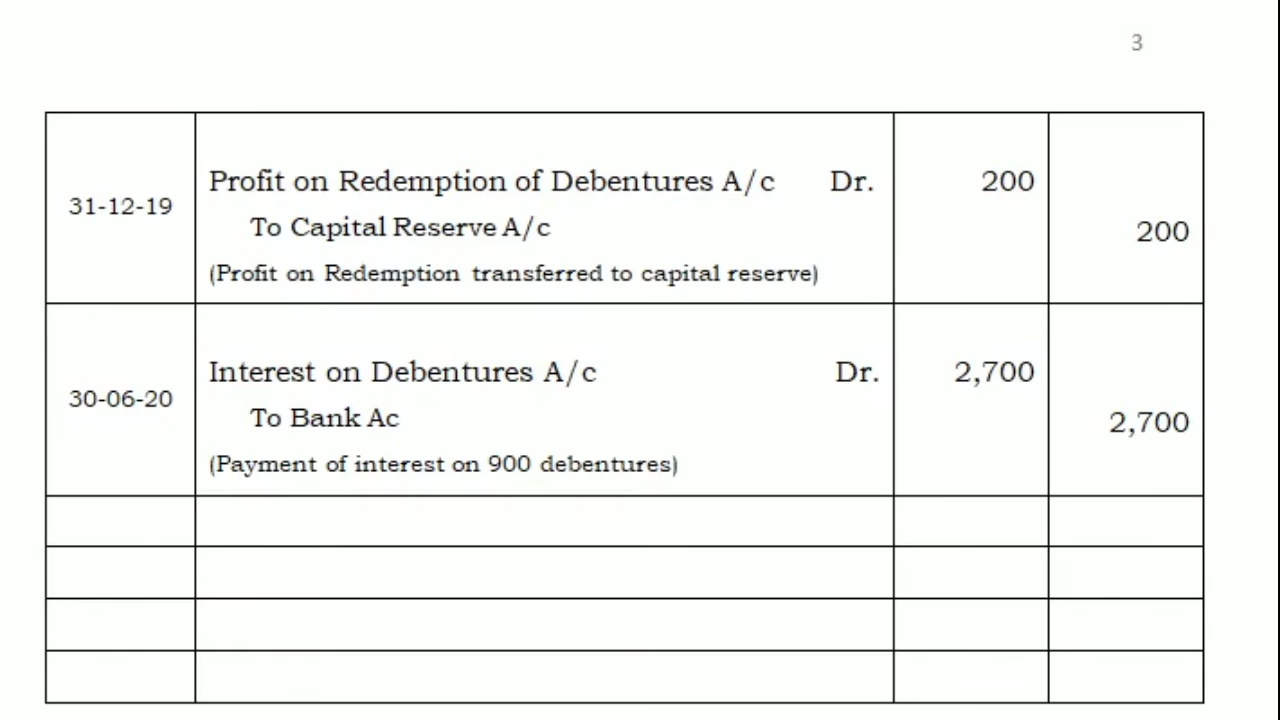 3
31-12-19
Profit on Redemption of Debentures A/c Dr. 200
To Capital Reserve A/c 200
(Profit on Redemption transferred to capital reserve)
30-06-20
Interest on Debentures A/c Dr. 2,700
To Bank Ac 2,700
(Payment of interest on 900 debentures)